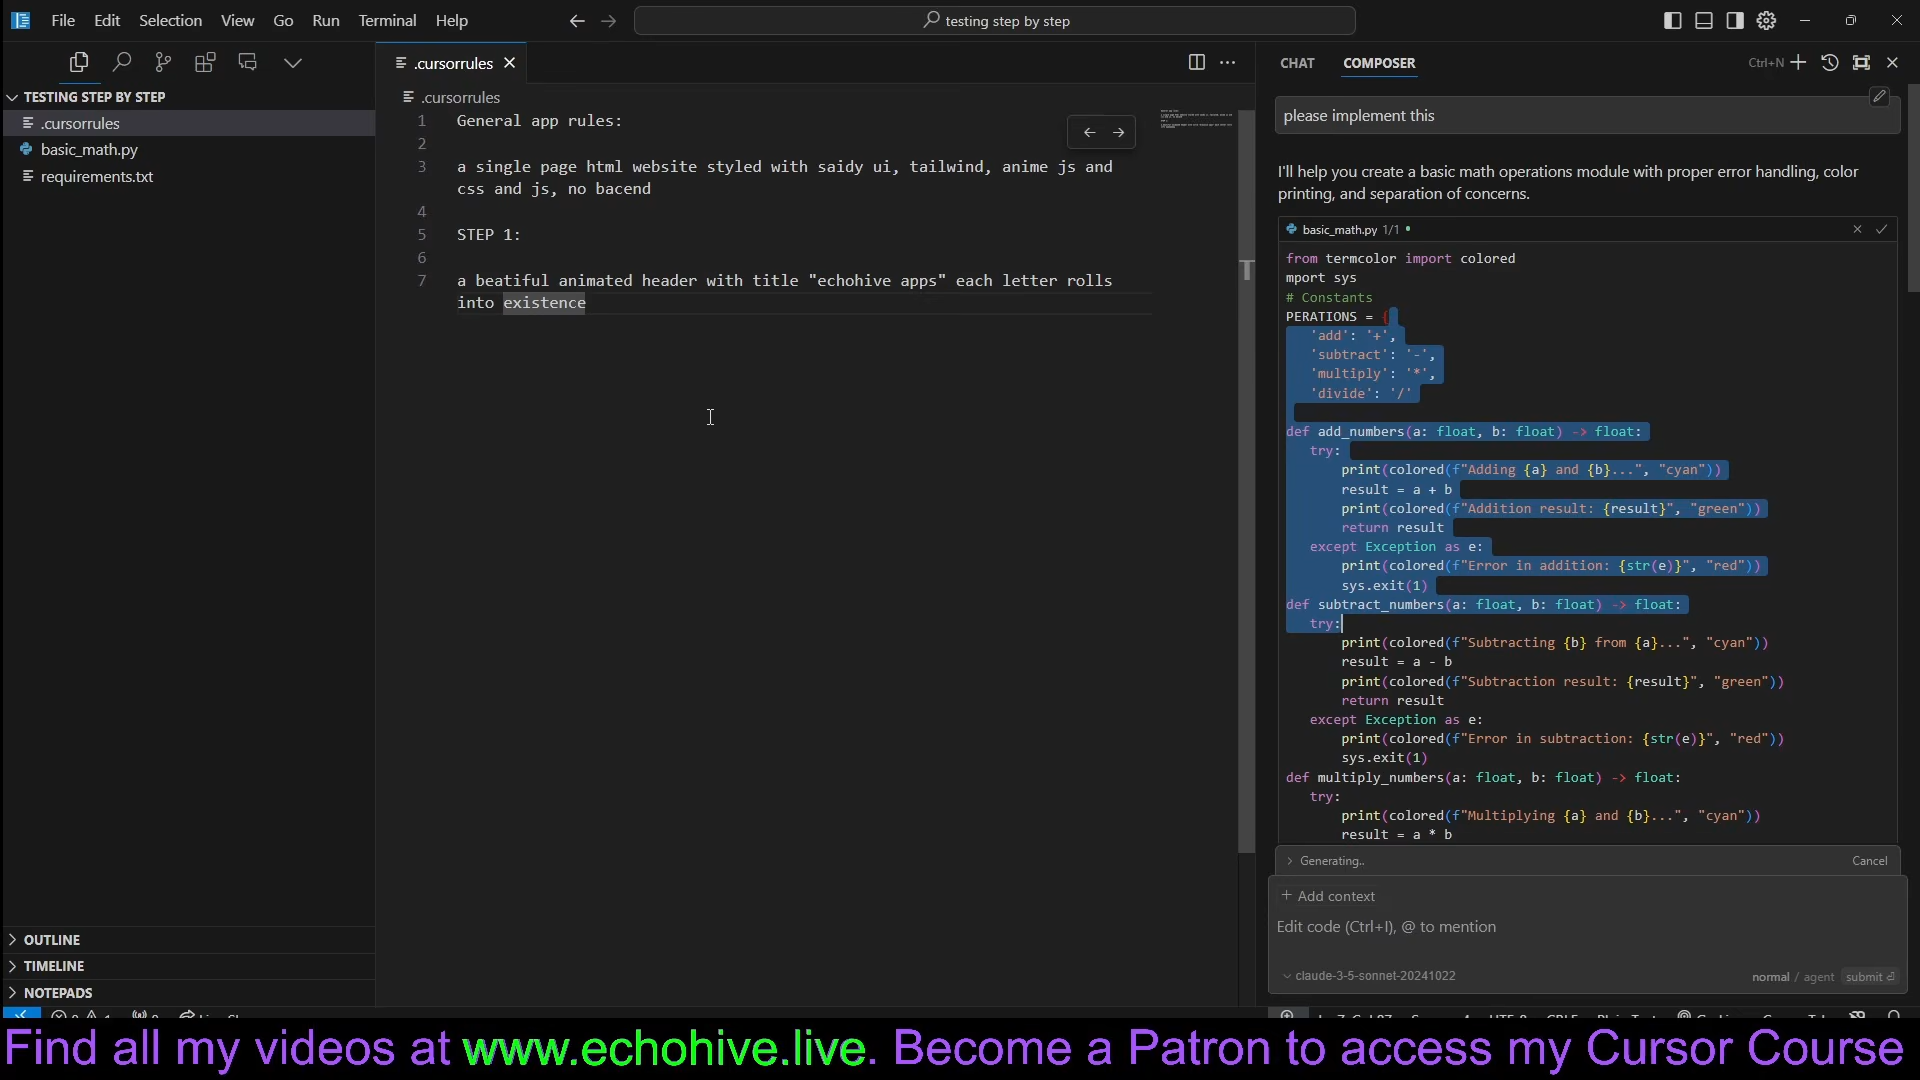 File Edit Selection View Go Run Terminal Help
testing step by step
TESTING STEP BY STEP
.cursorrules
basic_math.py
requirements.txt
OUTLINE
TIMELINE
NOTEPADS
.cursorrules
.cursorrules
1 General app rules:
2
3 a single page html website styled with saidy ui, tailwind, anime js and
css and js, no bacend
4
5 STEP 1:
6
7 a beatiful animated header with title "echohive apps" each letter rolls
into existence
CHAT COMPOSER Ctrl+N
please implement this
I'll help you create a basic math operations module with proper error handling, color
printing, and separation of concerns.
basic_math.py 1/1
from termcolor import colored
mport sys
# Constants
PERATIONS = {
'add': '+',
'subtract': '-',
'multiply': '*',
'divide': '/'
def add_numbers(a: float, b: float) -> float:
try:
print(colored(f"Adding {a} and {b}...", "cyan"))
result = a + b
print(colored(f"Addition result: {result}", "green"))
return result
except Exception as e:
print(colored(f"Error in addition: {str(e)}", "red"))
sys.exit(1)
def subtract_numbers(a: float, b: float) -> float:
try:
print(colored(f"Subtracting {b} from {a}...", "cyan"))
result = a - b
print(colored(f"Subtraction result: {result}", "green"))
return result
except Exception as e:
print(colored(f"Error in subtraction: {str(e)}", "red"))
sys.exit(1)
def multiply_numbers(a: float, b: float) -> float:
try:
print(colored(f"Multiplying {a} and {b}...", "cyan"))
result = a * b
Generating.. Cancel
+ Add context
Edit code (Ctrl+I), @ to mention
claude-3-5-sonnet-20241022 normal / agent submit
Find all my videos at www.echohive.live. Become a Patron to access my Cursor Course